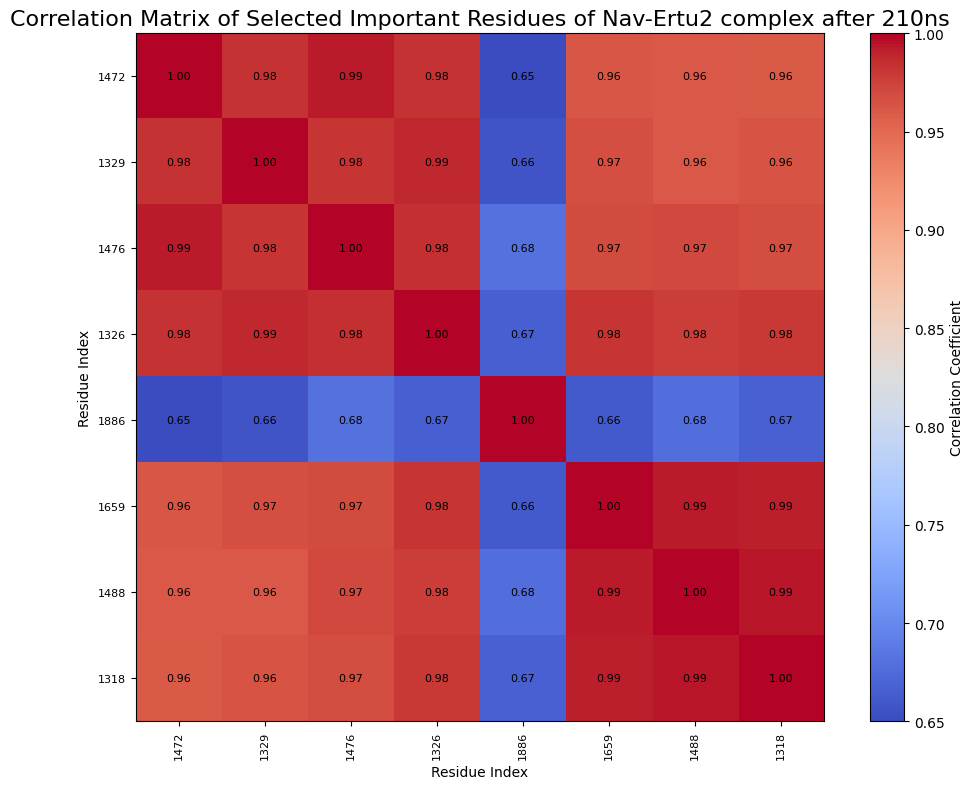 Correlation Matrix of Selected Important Residues of Nav-Ertu2 complex after 210ns
1472 1.00 0.98 0.99 0.98 0.65 0.96 0.96 0.96
1329 0.98 1.00 0.98 0.99 0.66 0.97 0.96 0.96
1476 0.99 0.98 1.00 0.98 0.68 0.97 0.97 0.97
1326 0.98 0.99 0.98 1.00 0.67 0.98 0.98 0.98
1886 0.65 0.66 0.68 0.67 1.00 0.66 0.68 0.67
1659 0.96 0.97 0.97 0.98 0.66 1.00 0.99 0.99
1488 0.96 0.96 0.97 0.98 0.68 0.99 1.00 0.99
1318 0.96 0.96 0.97 0.98 0.67 0.99 0.99 1.00
Residue Index
1472 1329 1476 1326 1886 1659 1488 1318
Residue Index
1.00
0.95
0.90
0.85
0.80
0.75
0.70
0.65
Correlation Coefficient